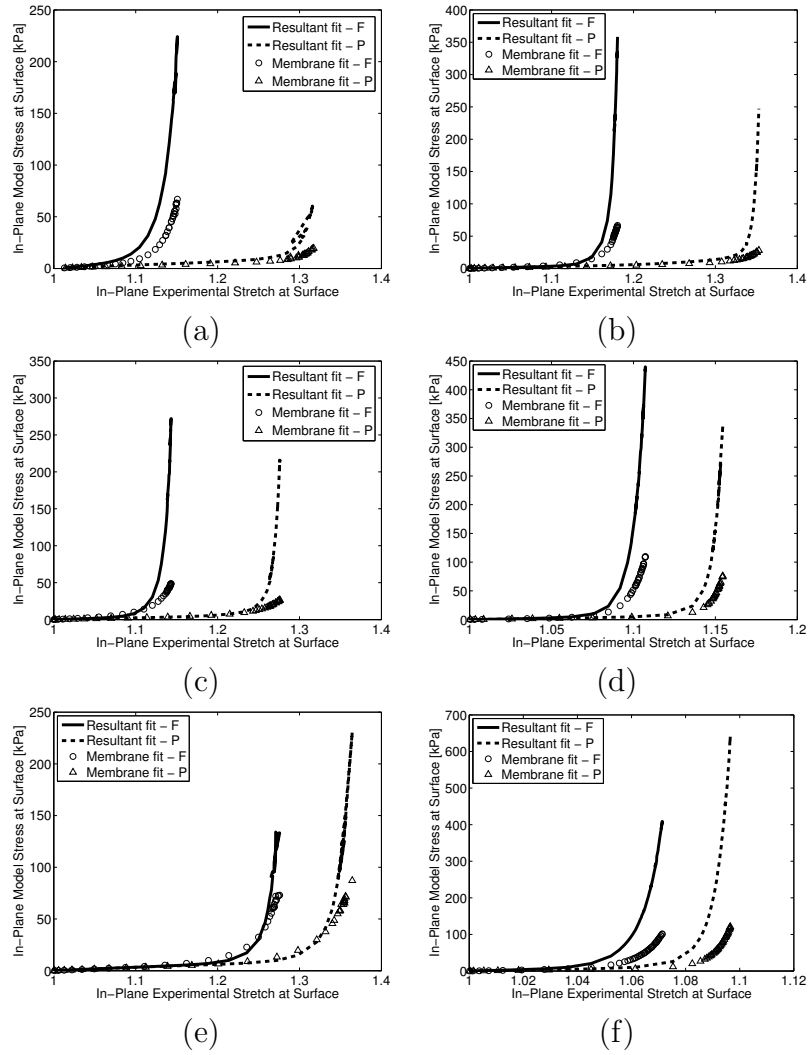 250
200
150
100
50
0
1
1.1
1.2
1.3
1.4
In−Plane Model Stress at Surface [kPa]
In−Plane Experimental Stretch at Surface
Resultant fit − F
Resultant fit − P
Membrane fit − F
Membrane fit − P
(a)
400
350
300
250
200
150
100
50
0
1
1.1
1.2
1.3
1.4
In−Plane Model Stress at Surface [kPa]
In−Plane Experimental Stretch at Surface
Resultant fit − F
Resultant fit − P
Membrane fit − F
Membrane fit − P
(b)
350
300
250
200
150
100
50
0
1
1.1
1.2
1.3
1.4
In−Plane Model Stress at Surface [kPa]
In−Plane Experimental Stretch at Surface
Resultant fit − F
Resultant fit − P
Membrane fit − F
Membrane fit − P
(c)
450
400
350
300
250
200
150
100
50
0
1
1.05
1.1
1.15
1.2
In−Plane Model Stress at Surface [kPa]
In−Plane Experimental Stretch at Surface
Resultant fit − F
Resultant fit − P
Membrane fit − F
Membrane fit − P
(d)
250
200
150
100
50
0
1
1.1
1.2
1.3
1.4
In−Plane Model Stress at Surface [kPa]
In−Plane Experimental Stretch at Surface
Resultant fit − F
Resultant fit − P
Membrane fit − F
Membrane fit − P
(e)
700
600
500
400
300
200
100
0
1
1.02
1.04
1.06
1.08
1.1
1.12
In−Plane Model Stress at Surface [kPa]
In−Plane Experimental Stretch at Surface
Resultant fit − F
Resultant fit − P
Membrane fit − F
Membrane fit − P
(f)